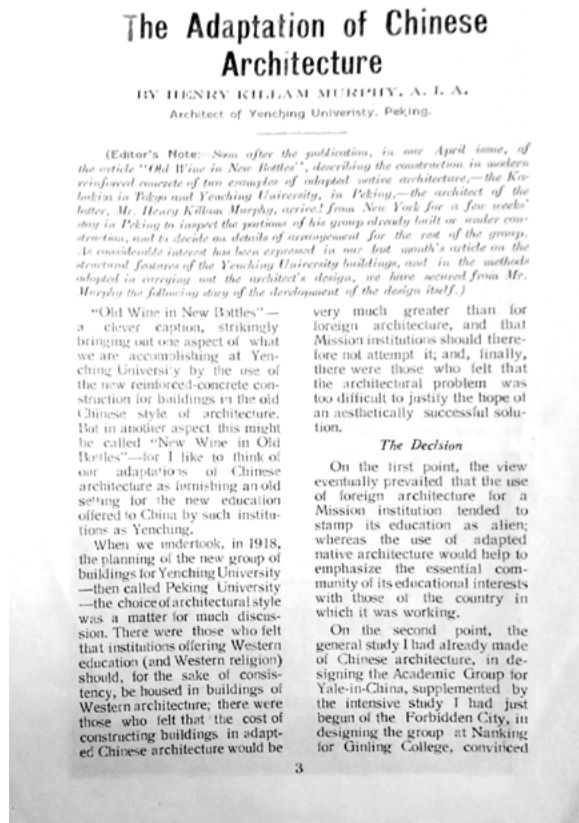 The Adaptation of Chinese
Architecture
BY HENRY KILLAM MURPHY, A. I. A.
Architect of Yenching Univeristy, Peking.
(Editor's Note:—Soon after the publication, in our April issue, of
the article "Old Wine in New Bottles", describing the construction in modern
reinforced concrete of two examples of adapted native architecture,—the Ka-
bukiza in Tokyo and Yenching University, in Peking,—the architect of the
latter, Mr. Henry Killam Murphy, arrived from New York for a few weeks'
stay in Peking to inspect the portions of his group already built or under con-
struction, and to decide on details of arrangement for the rest of the group.
As considerable interest has been expressed in our last month's article on the
structural features of the Yenching University buildings, and in the methods
adopted in carrying out the architect's design, we have secured from Mr.
Murphy the following story of the development of the design itself.)
"Old Wine in New Bottles"—
a clever caption, strikingly
bringing out one aspect of what
we are accomplishing at Yen-
ching University by the use of
the new reinforced-concrete con-
struction for buildings in the old
Chinese style of architecture.
But in another aspect this might
be called "New Wine in Old
Bottles"—for I like to think of
our adaptations of Chinese
architecture as furnishing an old
setting for the new education
offered to China by such institu-
tions as Yenching.
When we undertook, in 1918,
the planning of the new group of
buildings for Yenching University
—then called Peking University
—the choice of architectural style
was a matter for much discus-
sion. There were those who felt
that institutions offering Western
education (and Western religion)
should, for the sake of consis-
tency, be housed in buildings of
Western architecture; there were
those who felt that the cost of
constructing buildings in adapt-
ed Chinese architecture would be
very much greater than for
foreign architecture, and that
Mission institutions should there-
fore not attempt it; and, finally,
there were those who felt that
the architectural problem was
too difficult to justify the hope of
an aesthetically successful solu-
tion.
The Decision
On the first point, the view
eventually prevailed that the use
of foreign architecture for a
Mission institution tended to
stamp its education as alien;
whereas the use of adapted
native architecture would help to
emphasize the essential com-
munity of its educational interests
with those of the country in
which it was working.
On the second point, the
general study I had already made
of Chinese architecture, in de-
signing the Academic Group for
Yale-in-China, supplemented by
the intensive study I had just
begun of the Forbidden City, in
designing the group at Nanking
for Ginling College, convinced
3